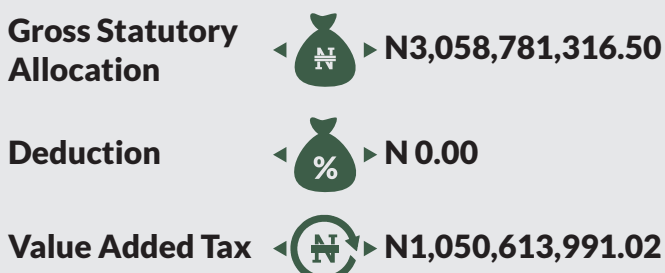 Gross Statutory
Allocation
₦
N3,058,781,316.50
Deduction
%
N 0.00
Value Added Tax
₦
N1,050,613,991.02